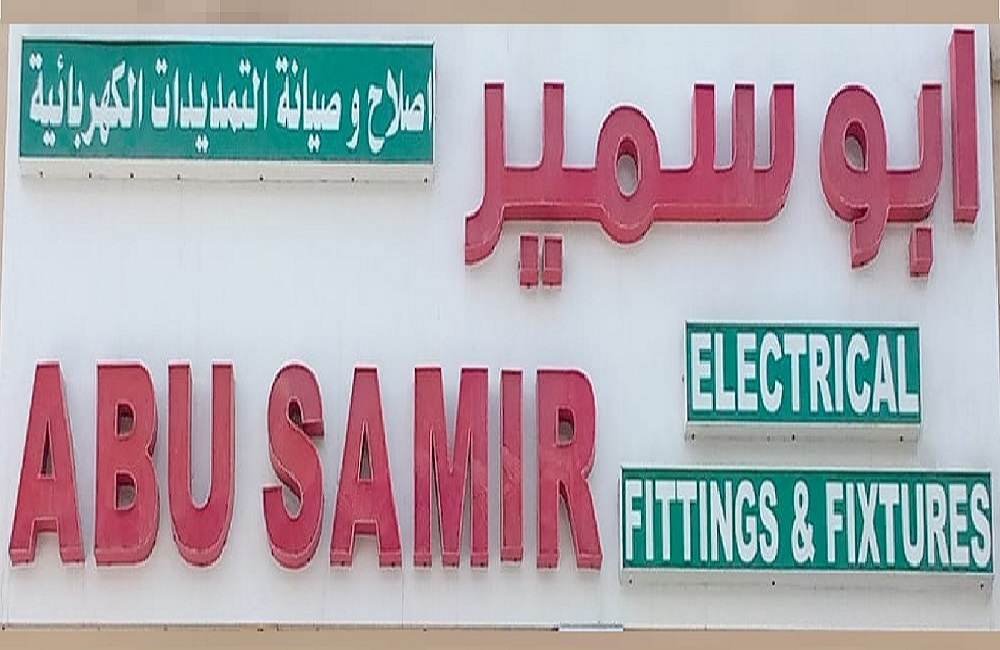 ابو سمير
اصلاح و صيانة التمديدات الكهربائية
ABU SAMIR
ELECTRICAL
FITTINGS & FIXTURES